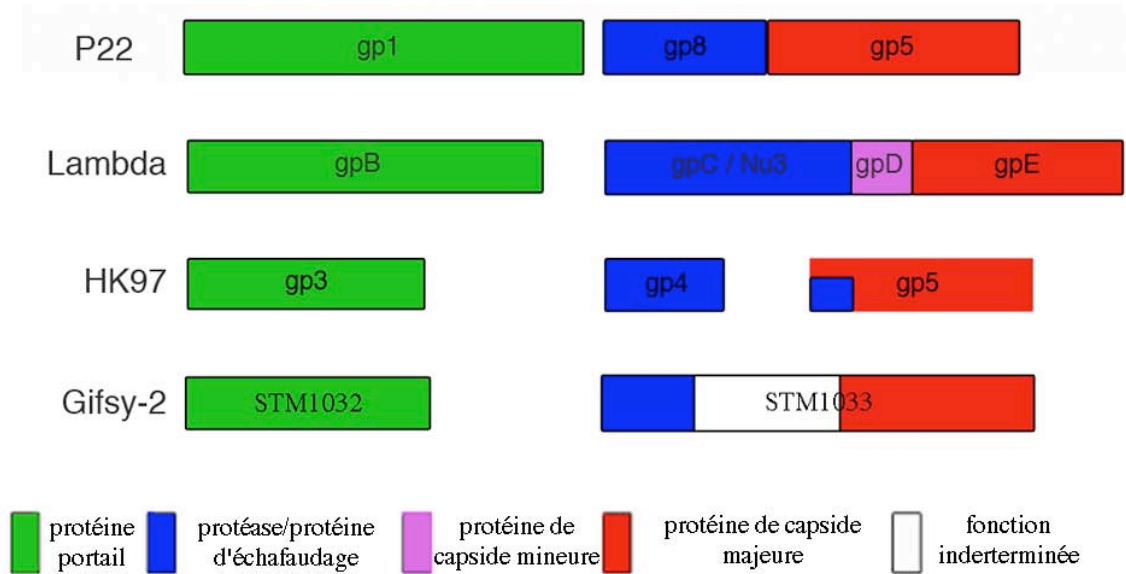 P22 gp1 gp8 gp5
Lambda gpB gpC / Nu3 gpD gpE
HK97 gp3 gp4 gp5
Gifsy-2 STM1032 STM1033
protéine
portail
protéase/protéine
d'échafaudage
protéine de
capside mineure
protéine de capside
majeure
fonction
inderterminée